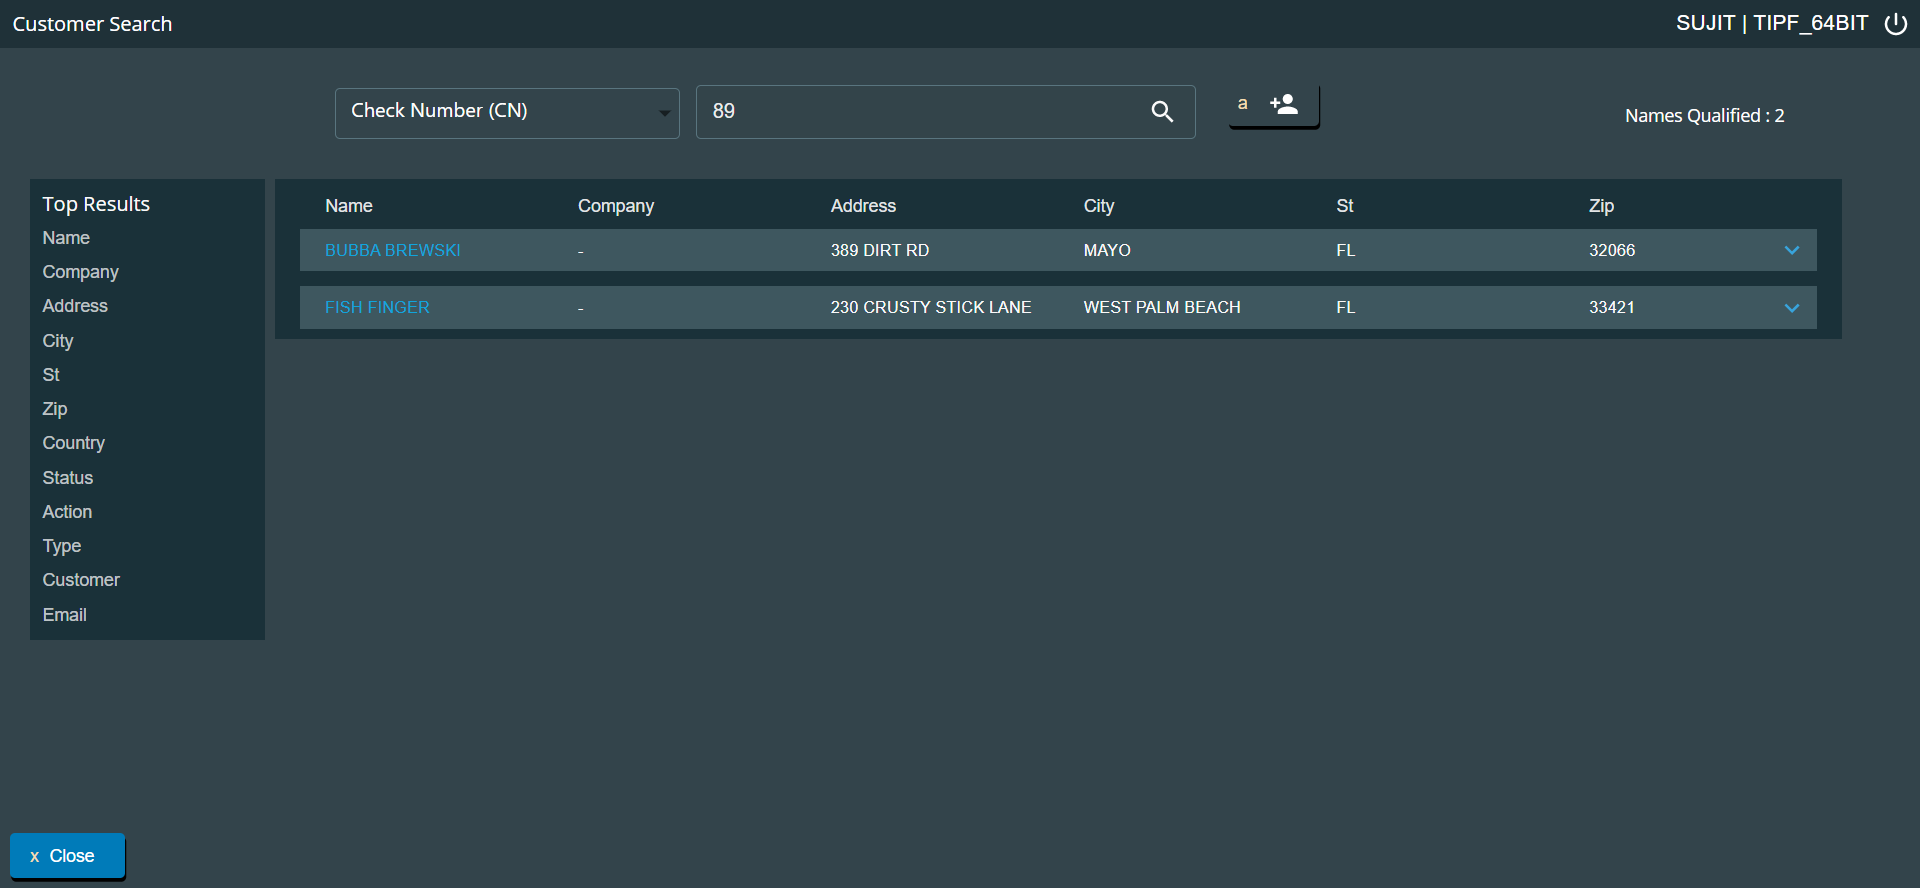 Customer Search
SUJIT | TIPF_64BIT
Check Number (CN)
89
a
Names Qualified : 2
Top Results
Name
Company
Address
City
St
Zip
Country
Status
Action
Type
Customer
Email
Name Company Address City St Zip
BUBBA BREWSKI - 389 DIRT RD MAYO FL 32066
FISH FINGER - 230 CRUSTY STICK LANE WEST PALM BEACH FL 33421
x Close